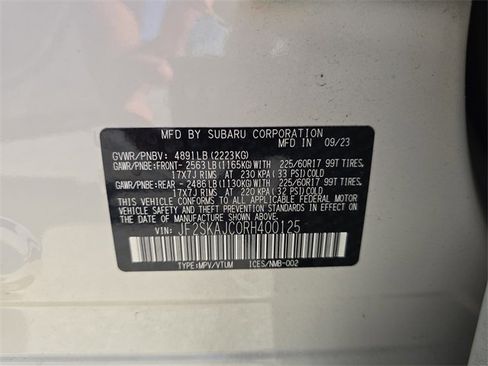 MFD BY SUBARU CORPORATION
MFD IN 09/23
GVWR/PNBV: 4891LB(2223KG)
GAWR/PNBE:FRONT- 2563LB(1165KG)WITH 225/60R17 99T TIRES,
17X7J RIMS AT 230 KPA(33 PSI)COLD
GAWR/PNBE:REAR - 2486LB(1130KG)WITH 225/60R17 99T TIRES,
17X7J RIMS AT 220 KPA(32 PSI)COLD
THIS VEHICLE CONFORMS TO ALL APPLICABLE FEDERAL MOTOR
VEHICLE SAFETY AND THEFT PREVENTION STANDARDS IN EFFECT
ON THE DATE OF MANUFACTURE SHOWN ABOVE.
VIN: JF2SKAJC0RH400125
TYPE:MPV/VTUM ICES/NMB-002